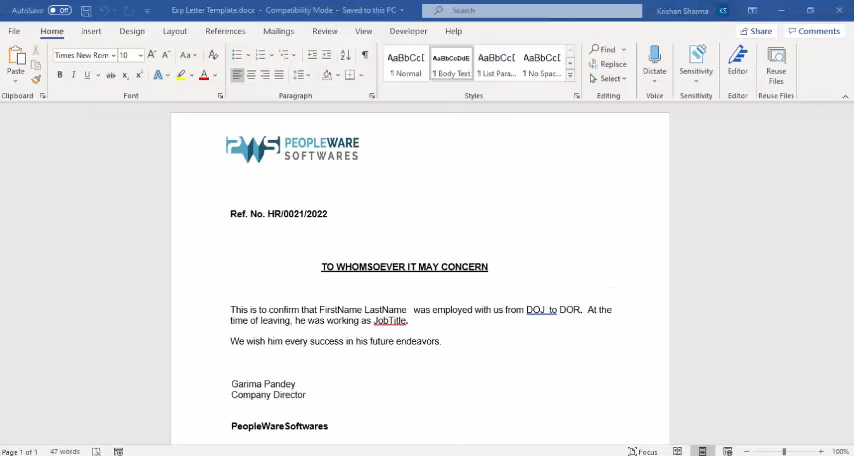 AutoSave Off Exp Letter Template.docx - Compatibility Mode - Saved to this PC Search Krishan Sharma
File Home Insert Design Layout References Mailings Review View Developer Help Share Comments
Paste Times New Rom 10 AaBbCcI AaBbCcDdE AaBbCcI AaBbCcI Find Dictate Sensitivity Editor Reuse Files
B I U ab x₂ x² A A ¶ Normal ¶ Body Text ¶ List Para... ¶ No Spac... Replace
Select
Clipboard Font Paragraph Styles Editing Voice Sensitivity Editor Reuse Files
PWS PEOPLEWARE
SOFTWARES
Ref. No. HR/0021/2022
TO WHOMSOEVER IT MAY CONCERN
This is to confirm that FirstName LastName was employed with us from DOJ to DOR. At the
time of leaving, he was working as JobTitle.
We wish him every success in his future endeavors.
Garima Pandey
Company Director
PeopleWareSoftwares
Page 1 of 1 47 words Focus 100%